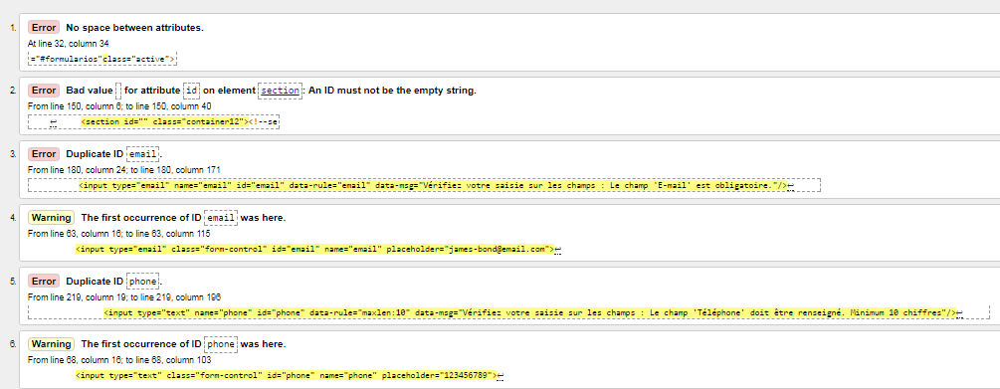 1. Error No space between attributes.
At line 32, column 34
="#formularios"class="active">
2. Error Bad value for attribute id on element section: An ID must not be the empty string.
From line 150, column 6; to line 150, column 40
↩ <section id="" class="container12"><!--se
3. Error Duplicate ID email.
From line 180, column 24; to line 180, column 171
<input type="email" name="email" id="email" data-rule="email" data-msg="Vérifiez votre saisie sur les champs : Le champ 'E-mail' est obligatoire."/>↩
4. Warning The first occurrence of ID email was here.
From line 63, column 16; to line 63, column 115
<input type="email" class="form-control" id="email" name="email" placeholder="james-bond@email.com">↩
5. Error Duplicate ID phone.
From line 219, column 19; to line 219, column 196
<input type="text" name="phone" id="phone" data-rule="maxlen:10" data-msg="Vérifiez votre saisie sur les champs : Le champ 'Téléphone' doit être renseigné. Minimum 10 chiffres"/>↩
6. Warning The first occurrence of ID phone was here.
From line 68, column 16; to line 68, column 103
<input type="text" class="form-control" id="phone" name="phone" placeholder="123456789">↩